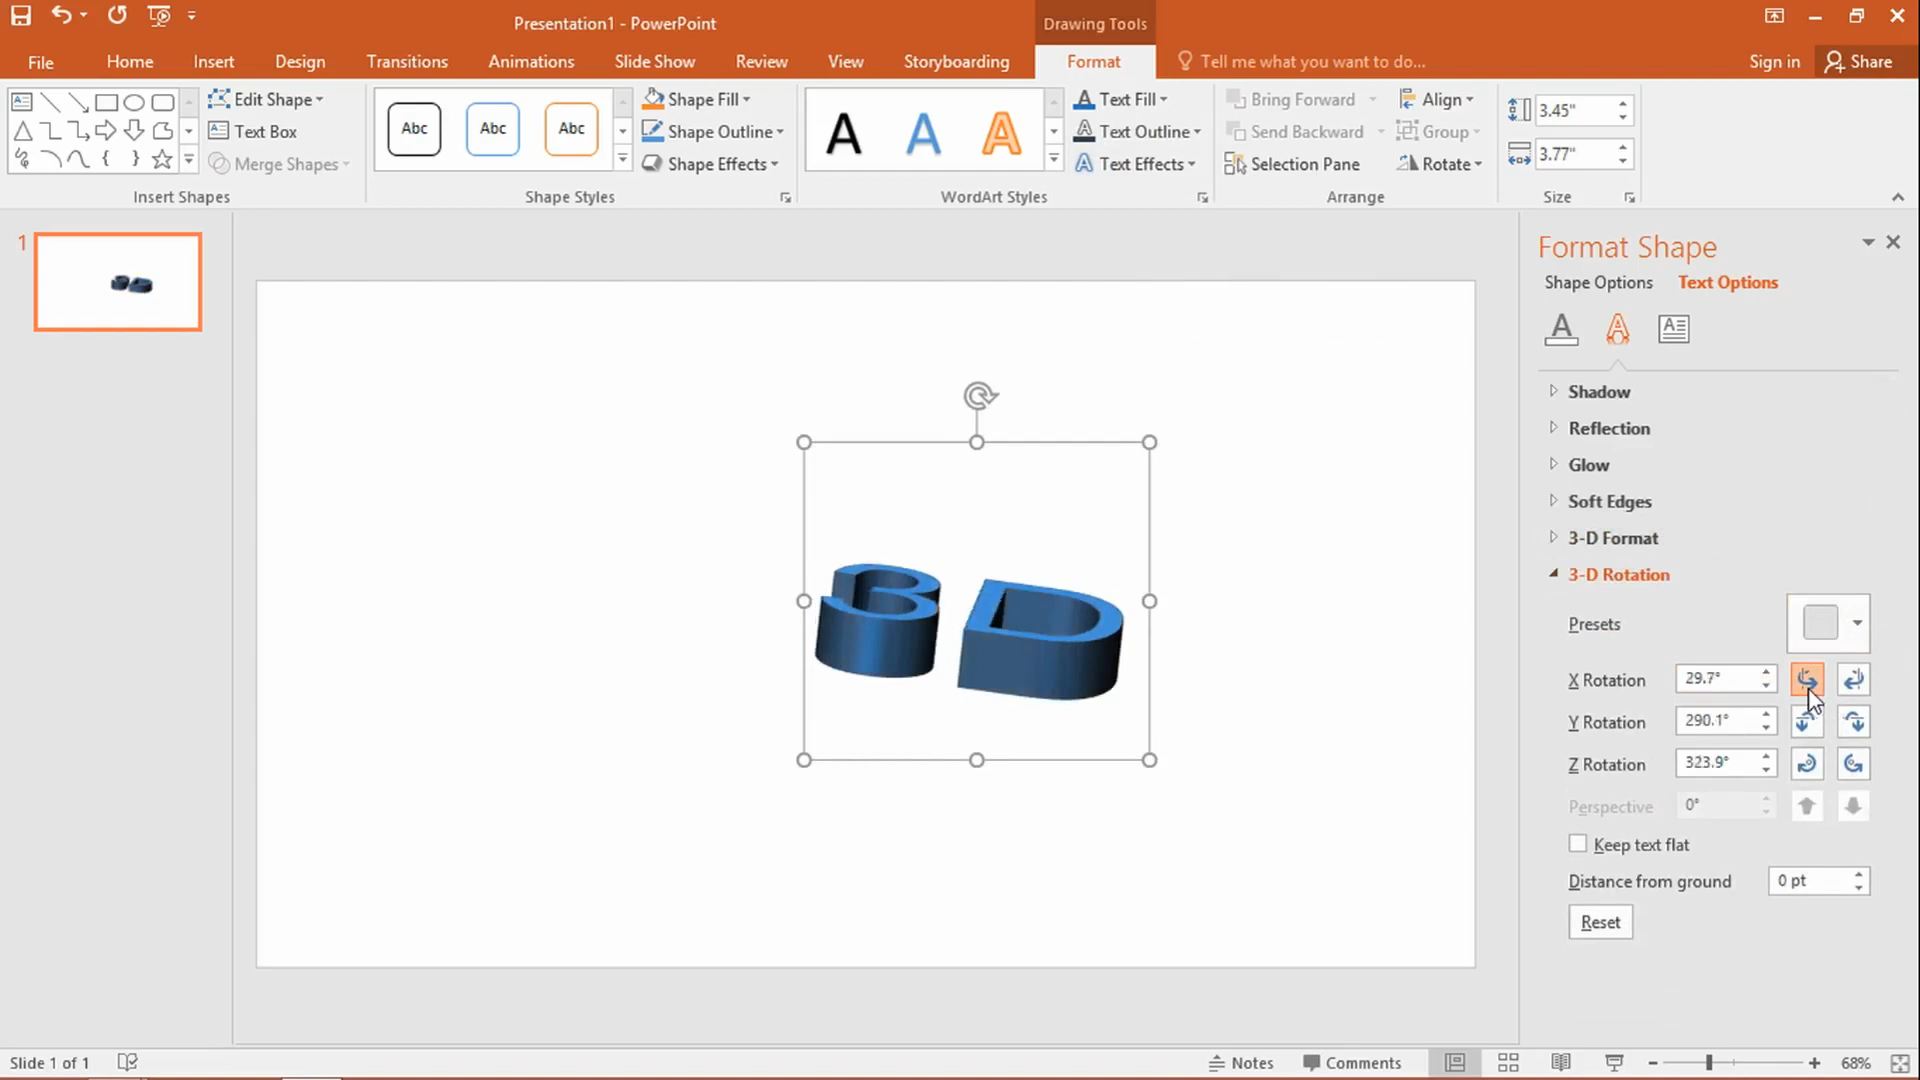 Presentation1 - PowerPoint
Drawing Tools
File Home Insert Design Transitions Animations Slide Show Review View Storyboarding Format Tell me what you want to do... Sign in Share
Edit Shape
Text Box
Merge Shapes
Insert Shapes
Abc Abc Abc
Shape Fill
Shape Outline
Shape Effects
Shape Styles
A A A
Text Fill
Text Outline
Text Effects
WordArt Styles
Bring Forward
Send Backward
Selection Pane
Align
Group
Rotate
Arrange
3.45"
3.77"
Size
1
3D
3D
Format Shape
Shape Options Text Options
Shadow
Reflection
Glow
Soft Edges
3-D Format
3-D Rotation
Presets
X Rotation 29.7°
Y Rotation 290.1°
Z Rotation 323.9°
Perspective 0°
Keep text flat
Distance from ground 0 pt
Reset
Slide 1 of 1
Notes Comments 68%